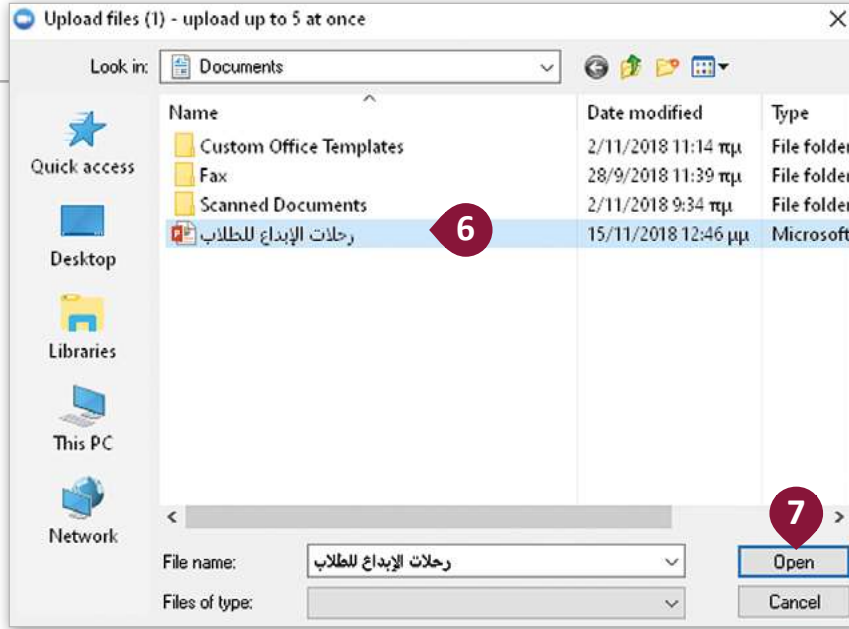 Upload files (1) - upload up to 5 at once
Look in: Documents
Name Date modified Type
Custom Office Templates 2/11/2018 11:14 πμ File folder
Fax 28/9/2018 11:39 πμ File folder
Scanned Documents 2/11/2018 9:34 πμ File folder
رحلات الإبداع للطلاب 6 15/11/2018 12:46 μμ Microsoft
Quick access
Desktop
Libraries
This PC
Network
7
File name: رحلات الإبداع للطلاب Open
Files of type: Cancel